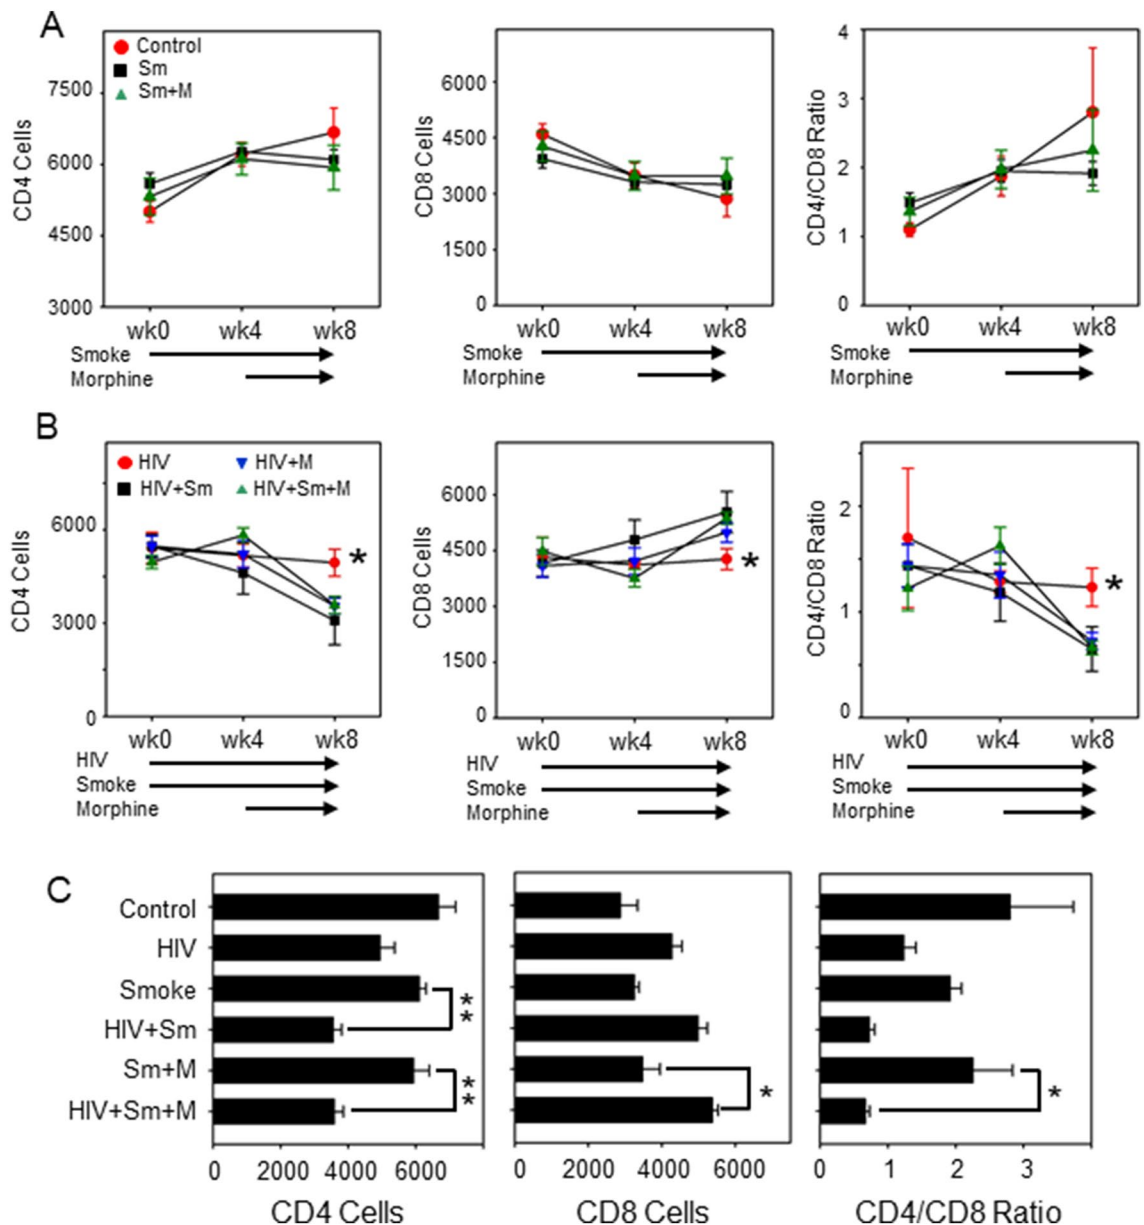 A
Control
Sm
Sm+M
CD4 Cells
7500
6000
4500
3000
wk0 wk4 wk8
Smoke
Morphine
CD8 Cells
6000
4500
3000
1500
0
wk0 wk4 wk8
Smoke
Morphine
CD4/CD8 Ratio
4
3
2
1
0
wk0 wk4 wk8
Smoke
Morphine
B
HIV HIV+M
HIV+Sm HIV+Sm+M
CD4 Cells
6000
3000
0
*
wk0 wk4 wk8
HIV
Smoke
Morphine
CD8 Cells
6000
4500
3000
1500
0
*
wk0 wk4 wk8
HIV
Smoke
Morphine
CD4/CD8 Ratio
2
1
0
*
wk0 wk4 wk8
HIV
Smoke
Morphine
C
Control
HIV
Smoke
HIV+Sm
Sm+M
HIV+Sm+M
**
**
0 2000 4000 6000
CD4 Cells
*
0 2000 4000 6000
CD8 Cells
*
0 1 2 3
CD4/CD8 Ratio